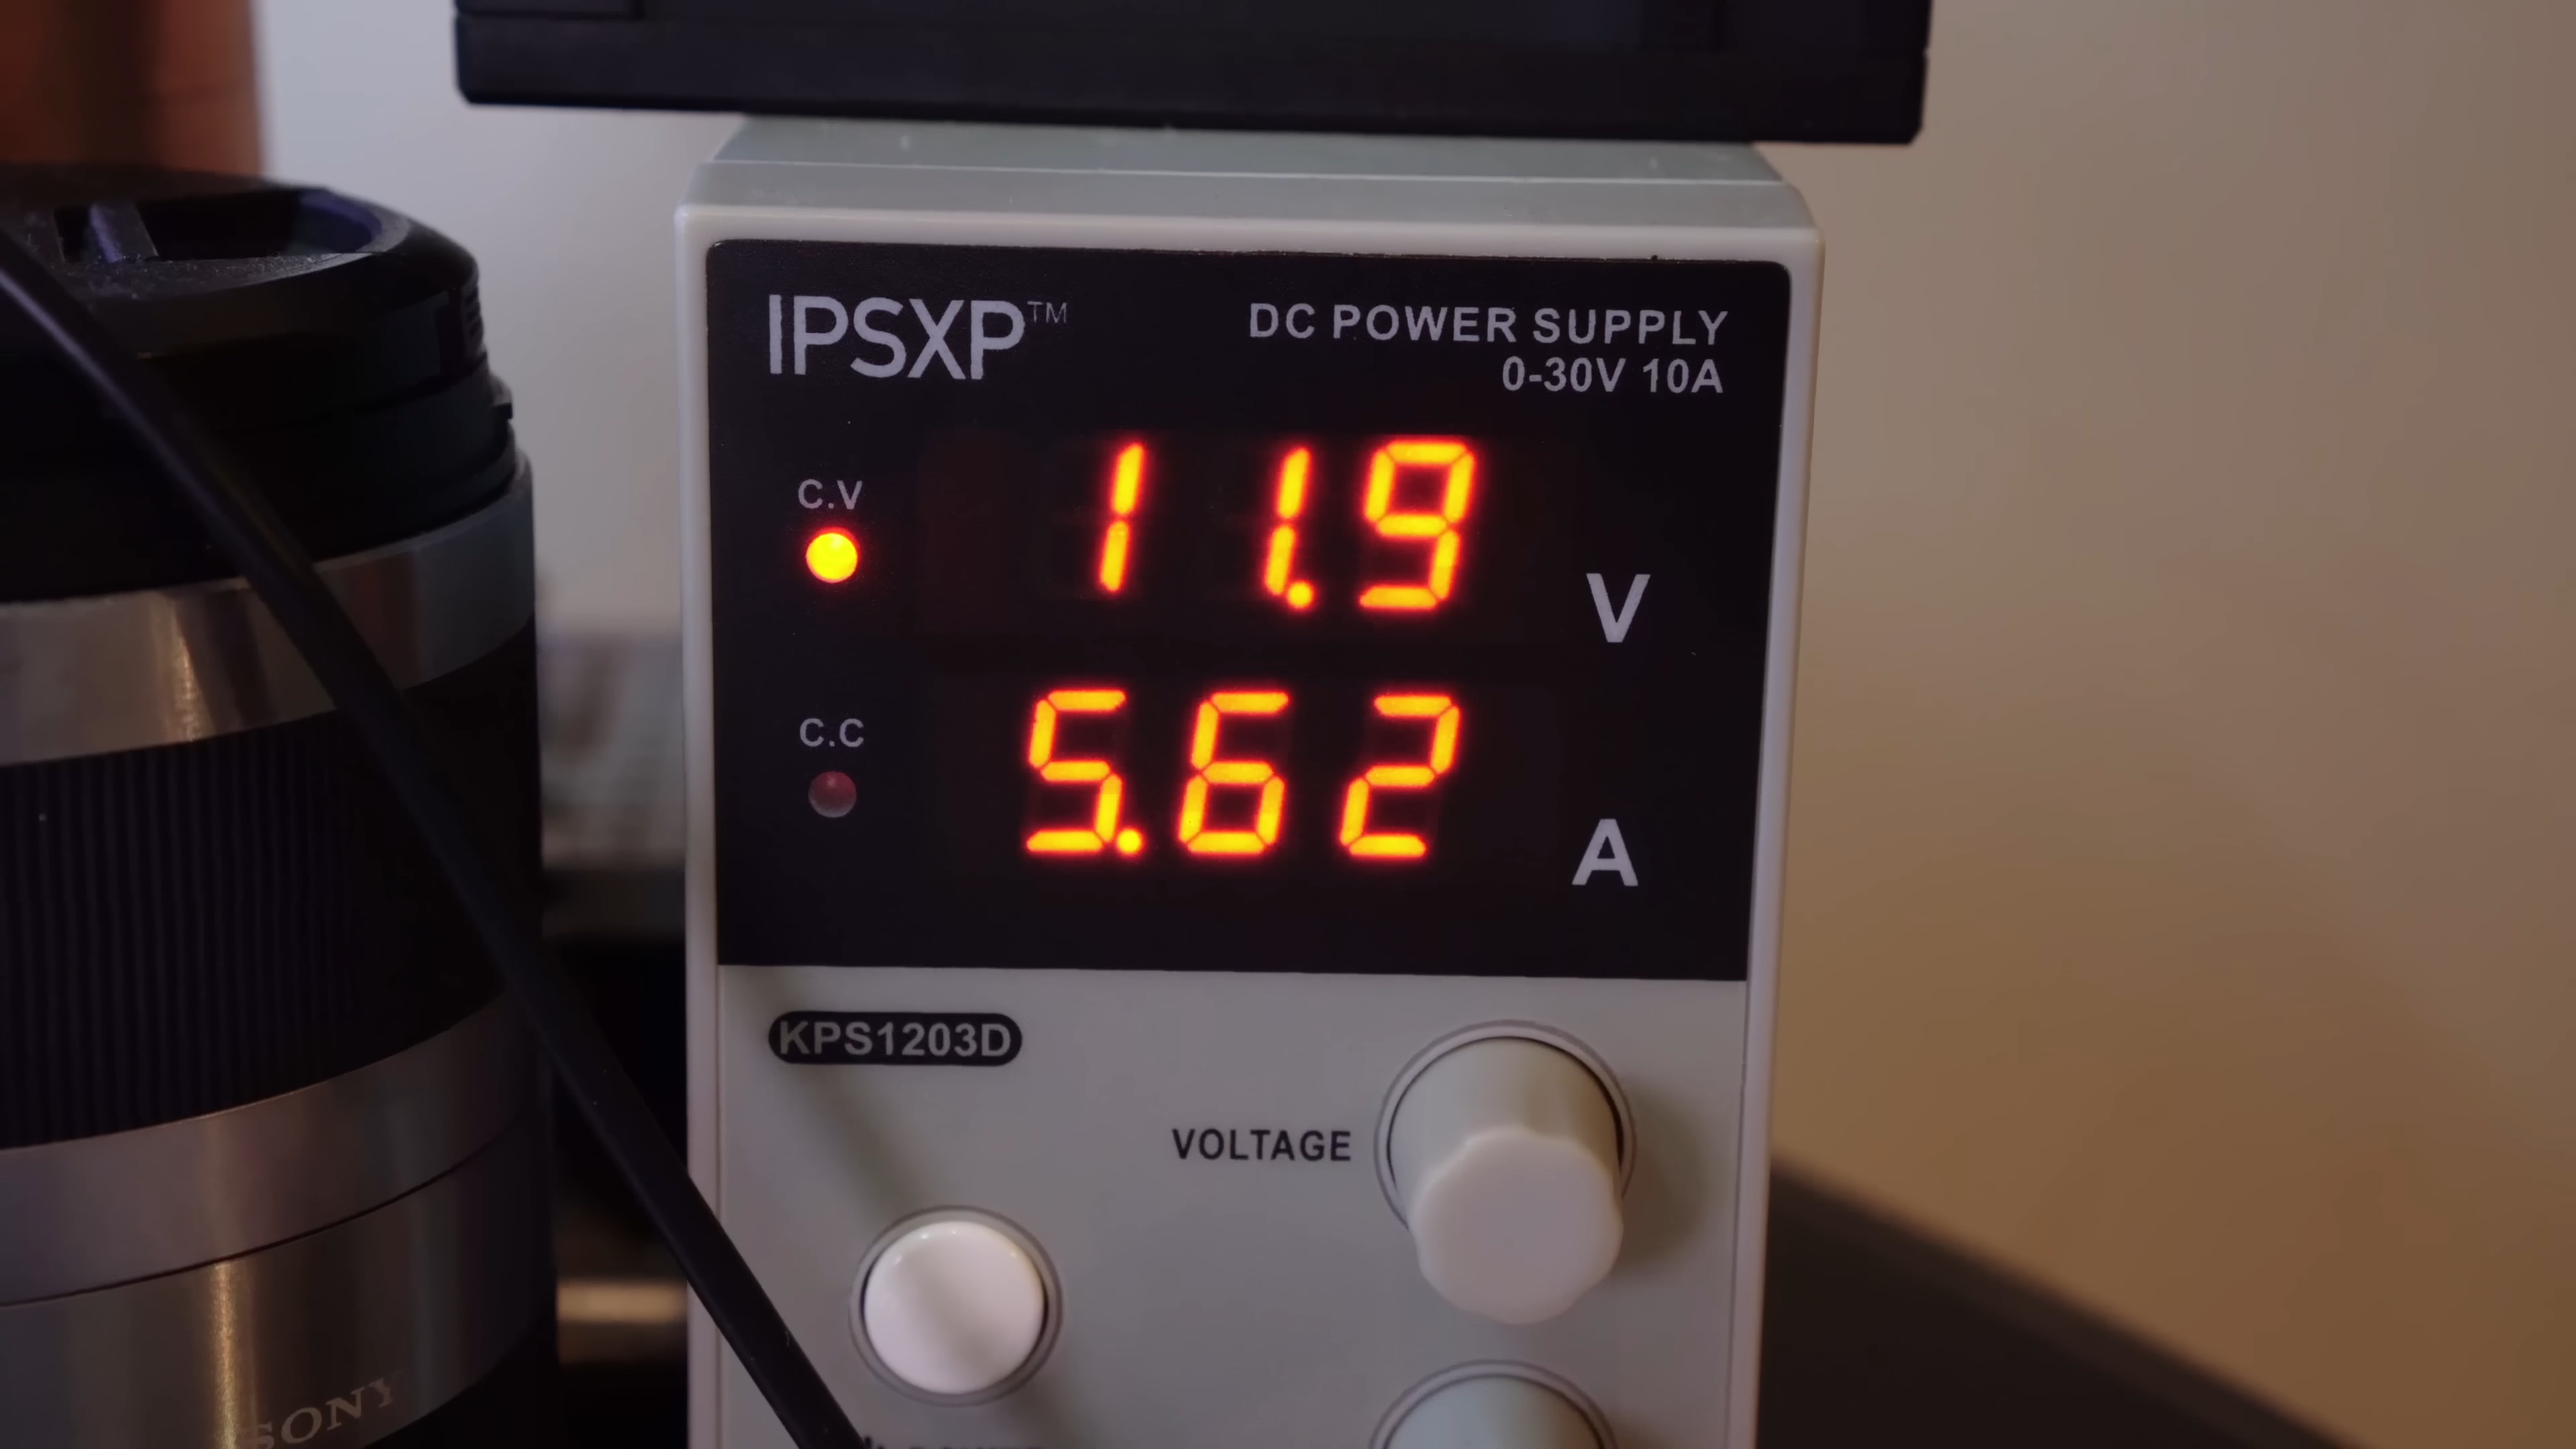 IPSXP™
DC POWER SUPPLY
0-30V 10A
C.V
11.9 V
C.C
5.62 A
KPS1203D
VOLTAGE
SONY